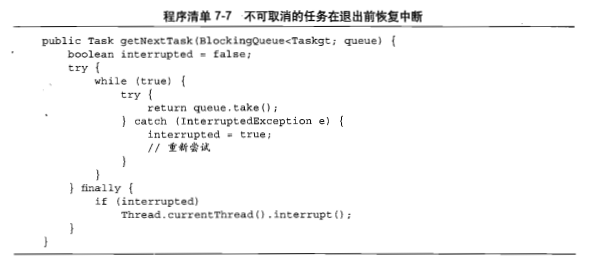 程序清单 7-7 不可取消的任务在退出前恢复中断
public Task getNextTask(BlockingQueue<Taskgt; queue) {
boolean interrupted = false;
try {
while (true) {
try {
return queue.take();
} catch (InterruptedException e) {
interrupted = true;
// 重新尝试
}
}
} finally {
if (interrupted)
Thread.currentThread().interrupt();
}
}